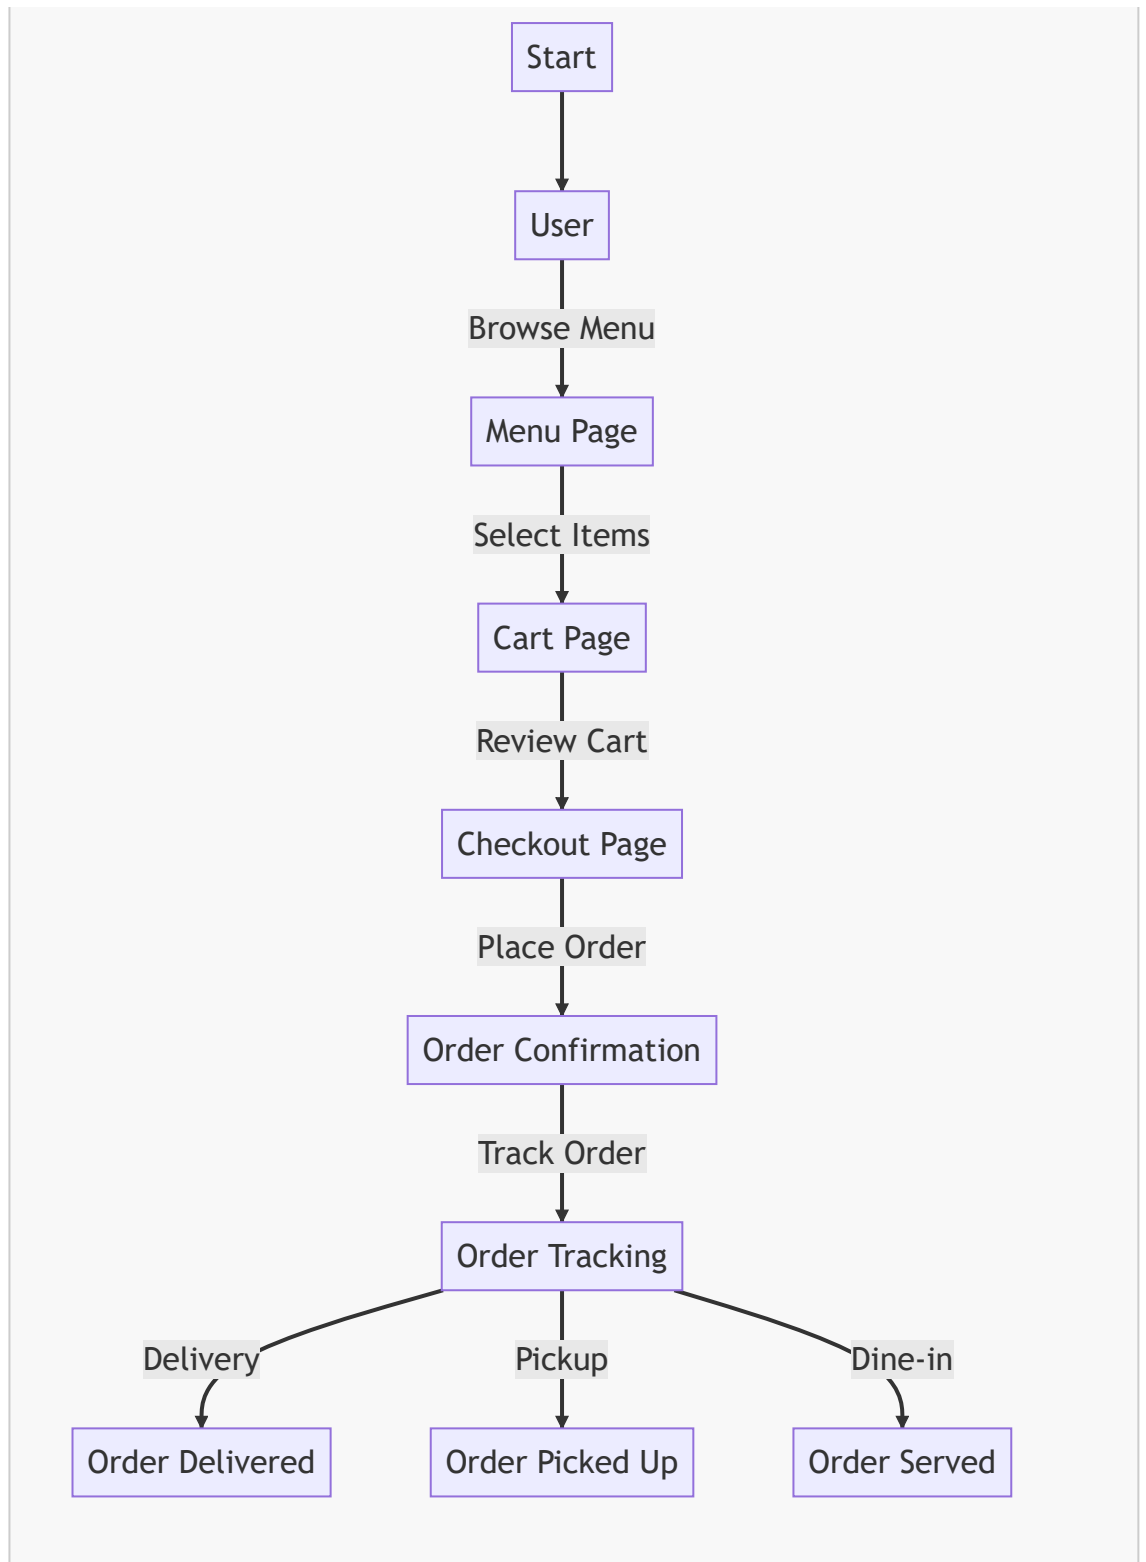 Start
User
Browse Menu
Menu Page
Select Items
Cart Page
Review Cart
Checkout Page
Place Order
Order Confirmation
Track Order
Order Tracking
Delivery
Pickup
Dine-in
Order Delivered
Order Picked Up
Order Served